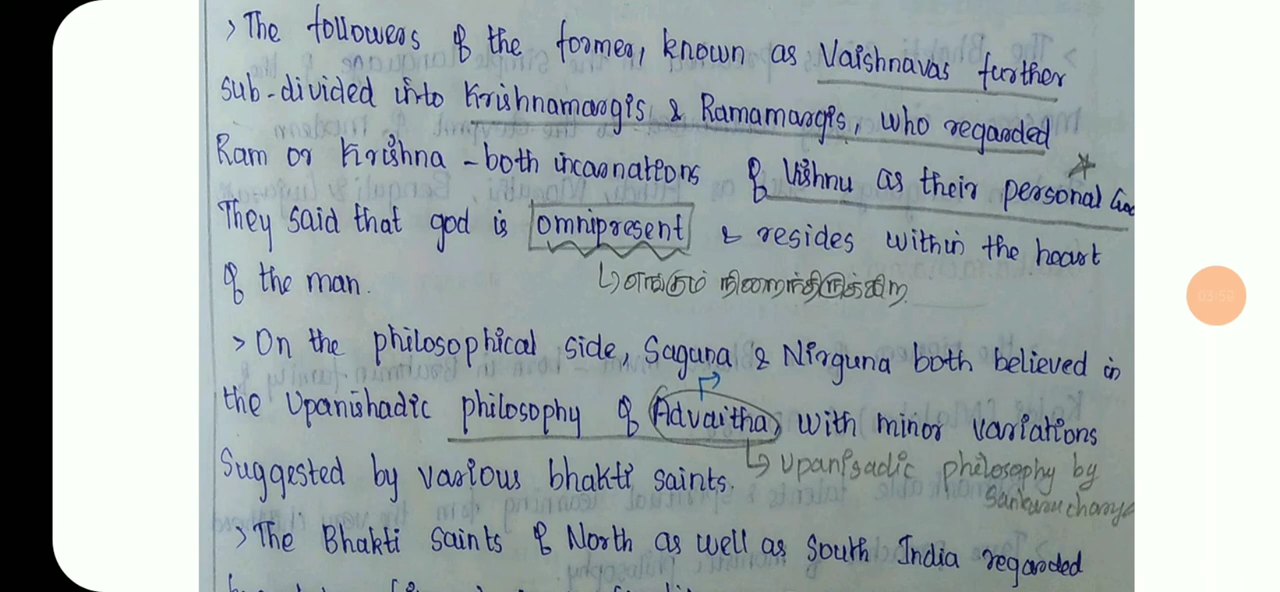 > The followers of the former, known as Vaishnavas further
sub-divided into Krishnamargis & Ramamargis, who regarded
Ram or Krishna - both incarnations of Vishnu as their personal
They said that god is omnipresent & resides within the heart
of the man.
↳ எங்கும் நிறைந்திருக்கிற
> On the philosophical side, Saguna & Nirguna both believed in
the Upanishadic philosophy of Advaitha, with minor variations
↳ Upanisadic philosophy by
Suggested by various bhakti saints.
> The Bhakti saints of North as well as South India regarded